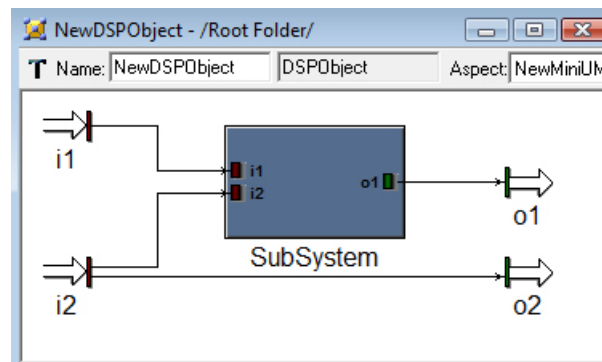 NewDSPObject - /Root Folder/
T Name: NewDSPObject DSPObject Aspect: NewMiniUM
i1
i1
i2
o1
SubSystem
o1
i2
o2